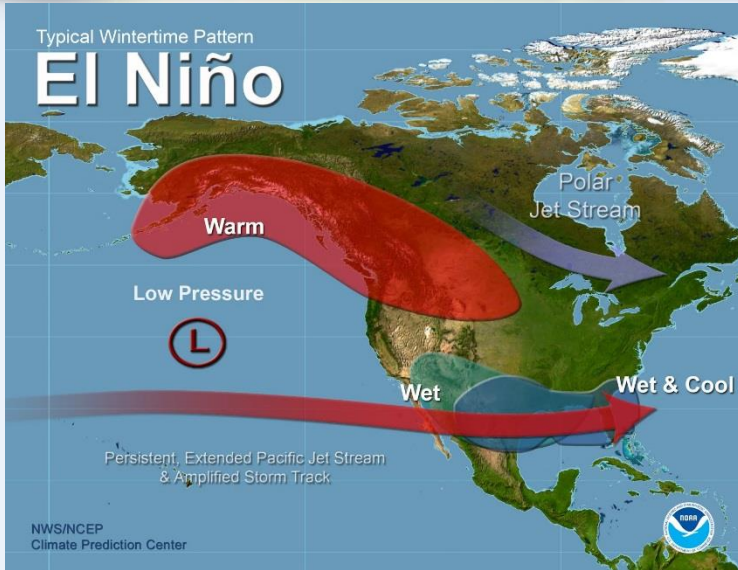 Typical Wintertime Pattern
El Niño
Polar
Jet Stream
Warm
Low Pressure
L
Wet
Wet & Cool
Persistent, Extended Pacific Jet Stream
& Amplified Storm Track
NWS/NCEP
Climate Prediction Center
NOAA